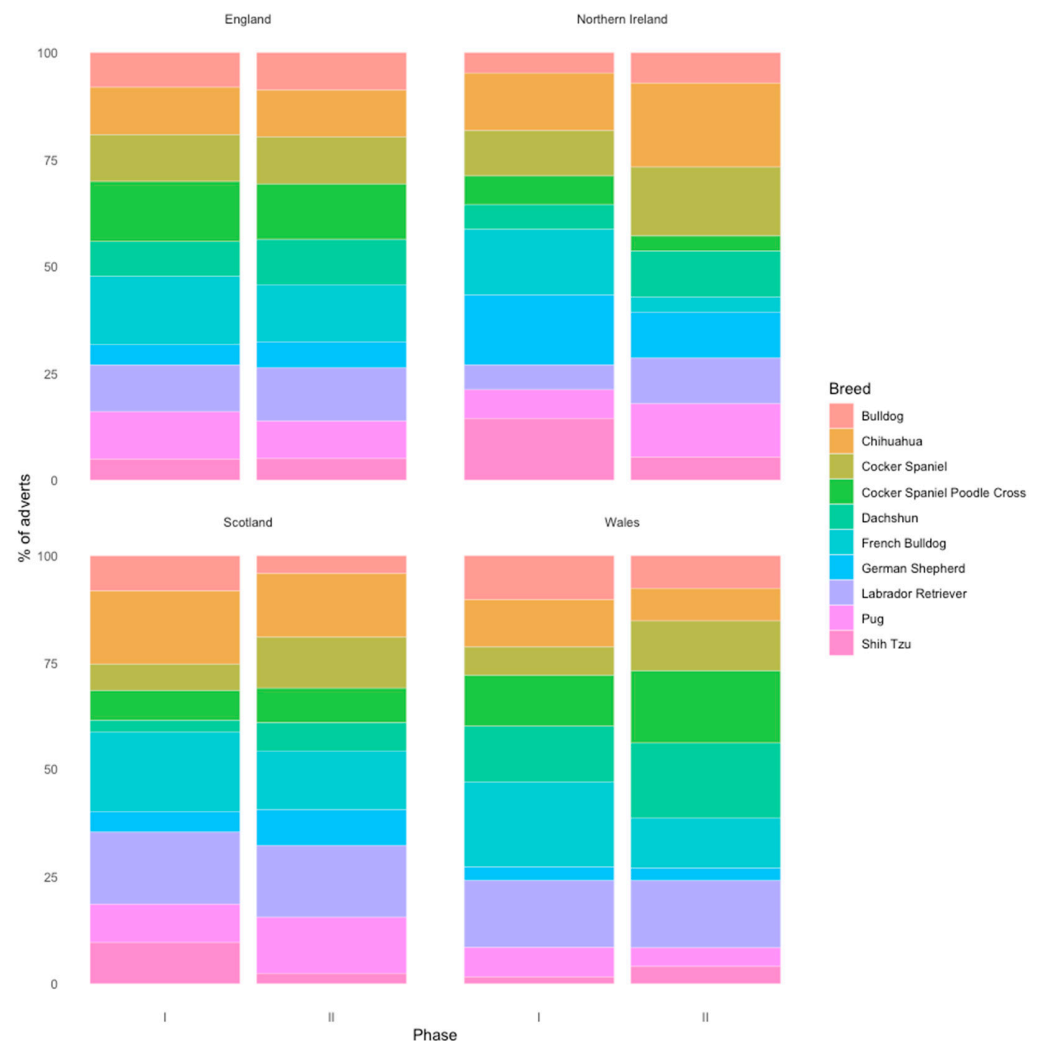 England
Northern Ireland
100
75
50
25
0
Scotland
Wales
100
75
50
25
0
% of adverts
I
II
I
II
Phase
Breed
Bulldog
Chihuahua
Cocker Spaniel
Cocker Spaniel Poodle Cross
Dachshun
French Bulldog
German Shepherd
Labrador Retriever
Pug
Shih Tzu